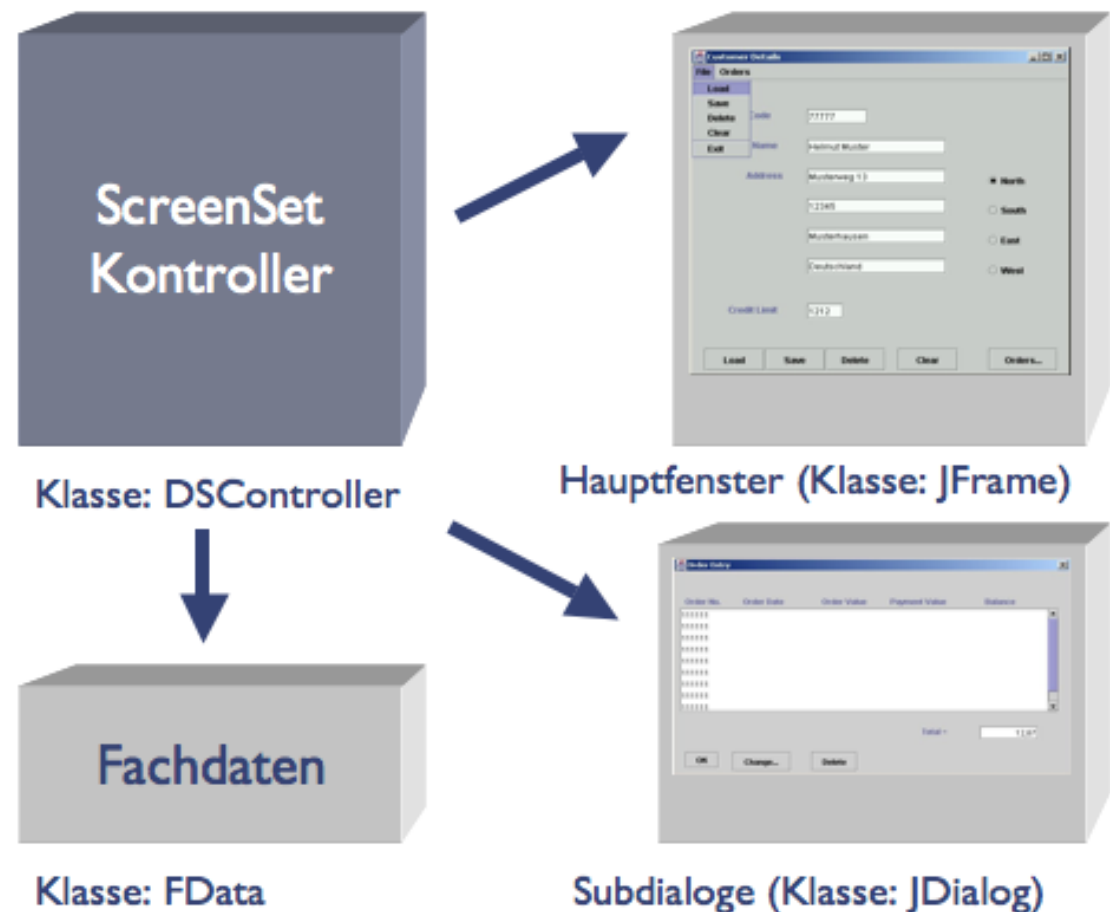 ScreenSet
Kontroller
Klasse: DSController
Customer Details
File Orders
Load
Save
Delete
Clear
Exit
Code
77777
Name
Helmut Muster
Address
Musterweg 13
12345
Musterhausen
Deutschland
North
South
East
West
Credit Limit
1212
Load Save Delete Clear Orders...
Hauptfenster (Klasse: JFrame)
Order Entry
Order No. Order Date Order Value Payment Value Balance
Total =
OK Change... Delete
Subdialoge (Klasse: JDialog)
Fachdaten
Klasse: FData